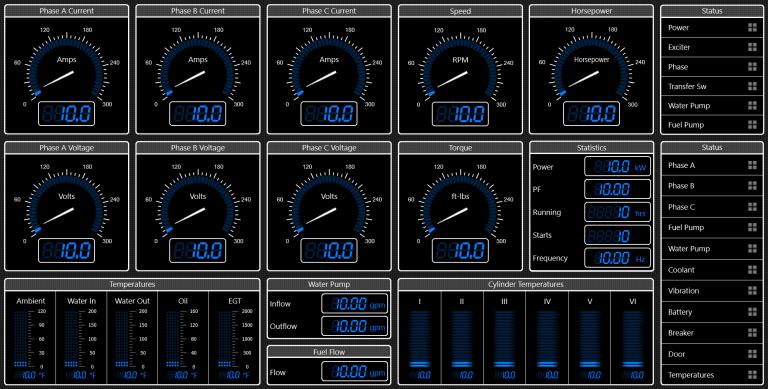 Phase A Current
Phase B Current
Phase C Current
Speed
Horsepower
Status
120 180
60 240
0 300
Amps
10.0
120 180
60 240
0 300
Amps
10.0
120 180
60 240
0 300
Amps
10.0
120 180
60 240
0 300
RPM
10.0
120 180
60 240
0 300
Horsepower
10.0
Power
Exciter
Phase
Transfer Sw
Water Pump
Fuel Pump
Phase A Voltage
Phase B Voltage
Phase C Voltage
Torque
Statistics
Status
120 180
60 240
0 300
Volts
10.0
120 180
60 240
0 300
Volts
10.0
120 180
60 240
0 300
Volts
10.0
120 180
60 240
0 300
ft-lbs
10.0
Power 10.0 kW
PF 10.00
Running 10 hrs
Starts 10
Frequency 10.00 Hz
Phase A
Phase B
Phase C
Fuel Pump
Water Pump
Coolant
Vibration
Battery
Breaker
Door
Temperatures
Temperatures
Ambient
120
90
60
30
0
10.0 °F
Water In
200
150
100
50
0
10.0 °F
Water Out
200
150
100
50
0
10.0 °F
Oil
160
120
80
40
0
10.0 °F
EGT
2000
1500
1000
500
0
10.0 °F
Water Pump
Inflow 10.00 gpm
Outflow 10.00 gpm
Fuel Flow
Flow 10.00 gpm
Cylinder Temperatures
I II III IV V VI
10.0 10.0 10.0 10.0 10.0 10.0